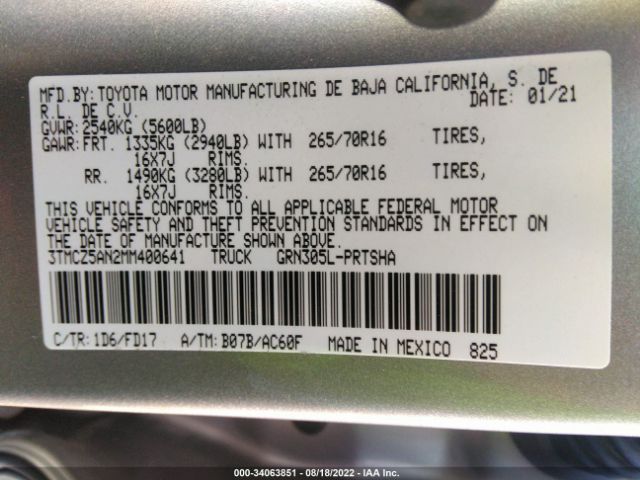 MFD.BY:TOYOTA MOTOR MANUFACTURING DE BAJA CALIFORNIA, S. DE
R.L. DE C.V. DATE: 01/21
GVWR:2540KG (5600LB)
GAWR:FRT. 1335KG (2940LB) WITH 265/70R16 TIRES,
16X7J RIMS.
RR. 1490KG (3280LB) WITH 265/70R16 TIRES,
16X7J RIMS.
THIS VEHICLE CONFORMS TO ALL APPLICABLE FEDERAL MOTOR
VEHICLE SAFETY AND THEFT PREVENTION STANDARDS IN EFFECT ON
THE DATE OF MANUFACTURE SHOWN ABOVE.
3TMCZ5AN2MM400641 TRUCK GRN305L-PRTSHA
C/TR:1D6/FD17 A/TM:B07B/AC60F MADE IN MEXICO 825
000-34063851 - 08/18/2022 - IAA Inc.